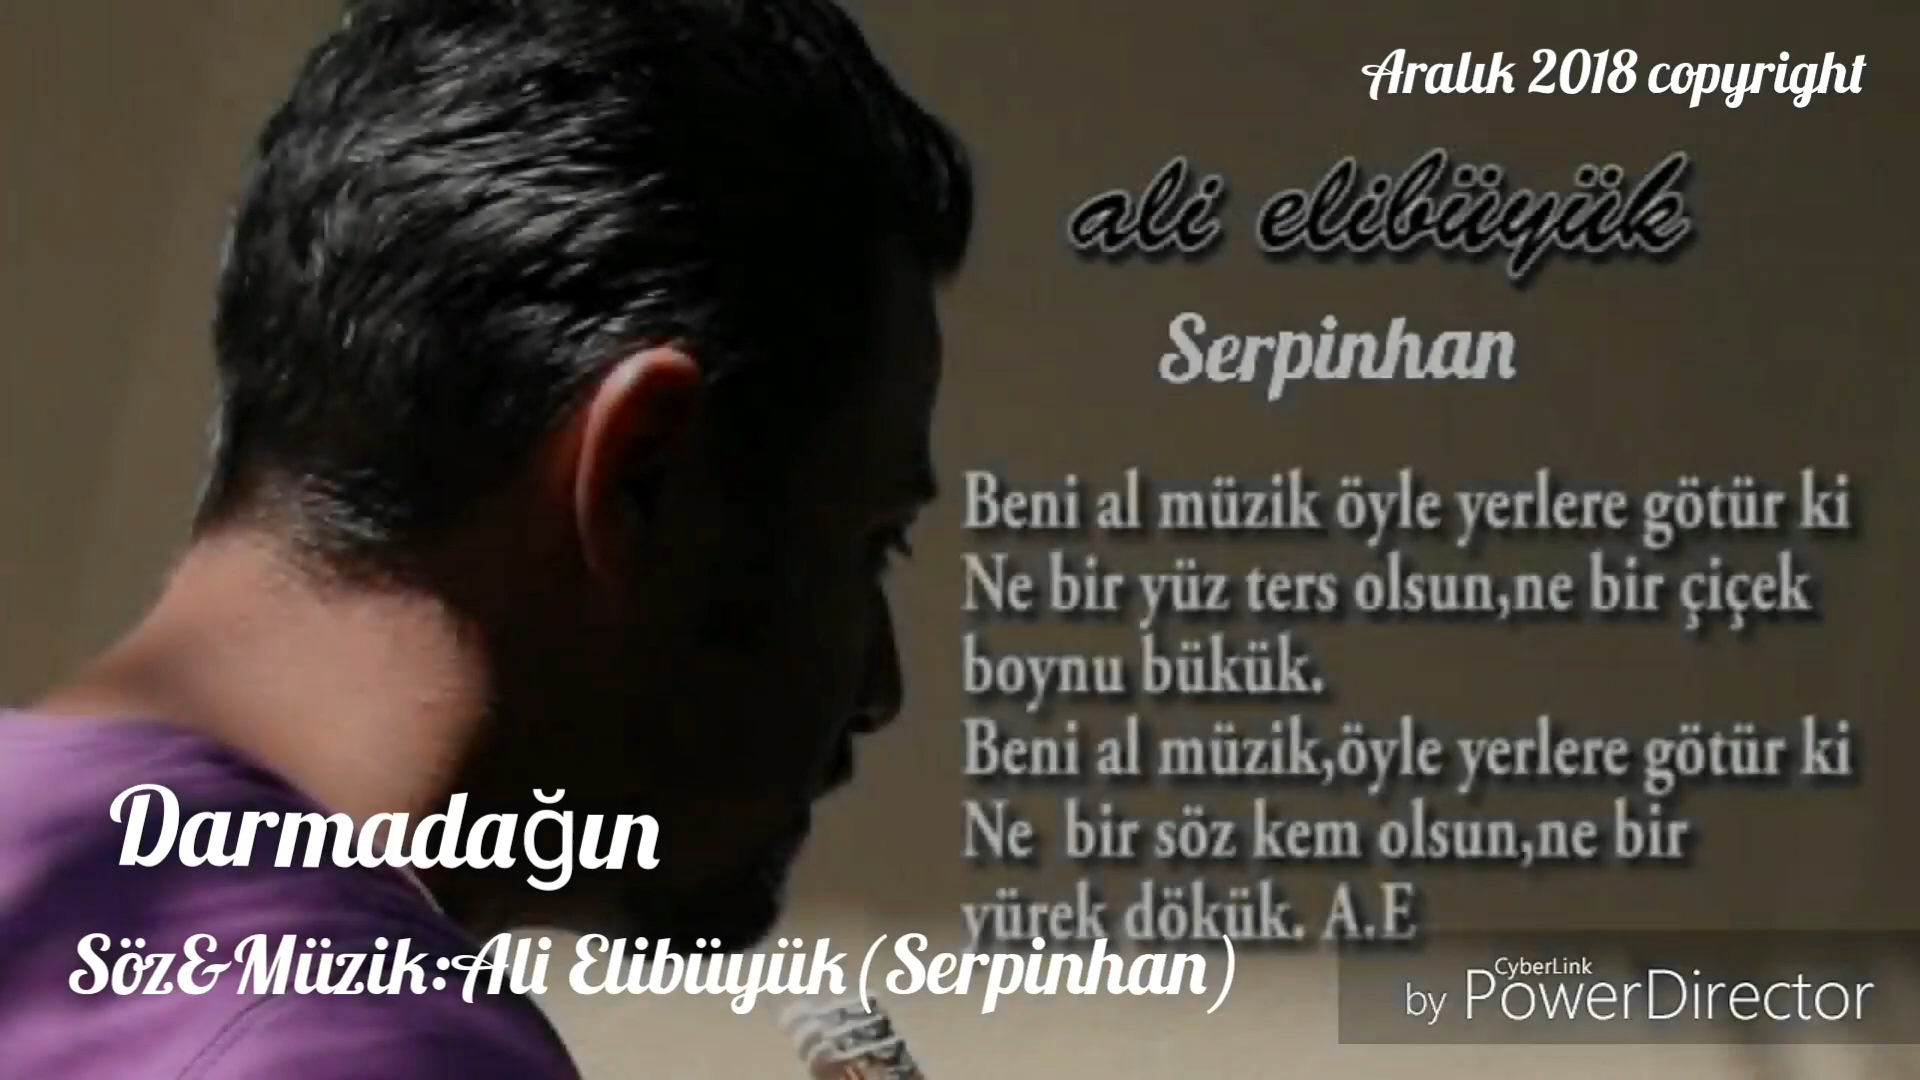 Aralık 2018 copyright
ali elibüyük
Serpinhan
Beni al müzik öyle yerlere götür ki
Ne bir yüz ters olsun,ne bir çiçek
boynu bükük.
Beni al müzik,öyle yerlere götür ki
Ne bir söz kem olsun,ne bir
yürek dökük. A.E
Darmadağın
Söz&Müzik:Ali Elibüyük(Serpinhan)
CyberLink
by PowerDirector